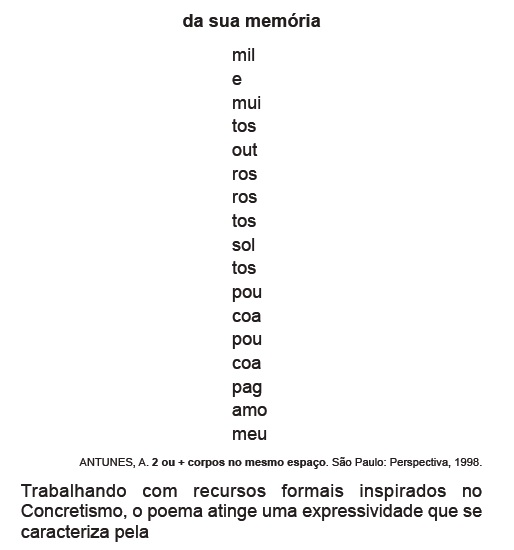 da sua memória
mil
e
mui
tos
out
ros
ros
tos
sol
tos
pou
coa
pou
coa
pag
amo
meu
ANTUNES, A. 2 ou + corpos no mesmo espaço. São Paulo: Perspectiva, 1998.
Trabalhando com recursos formais inspirados no
Concretismo, o poema atinge uma expressividade que se
caracteriza pela